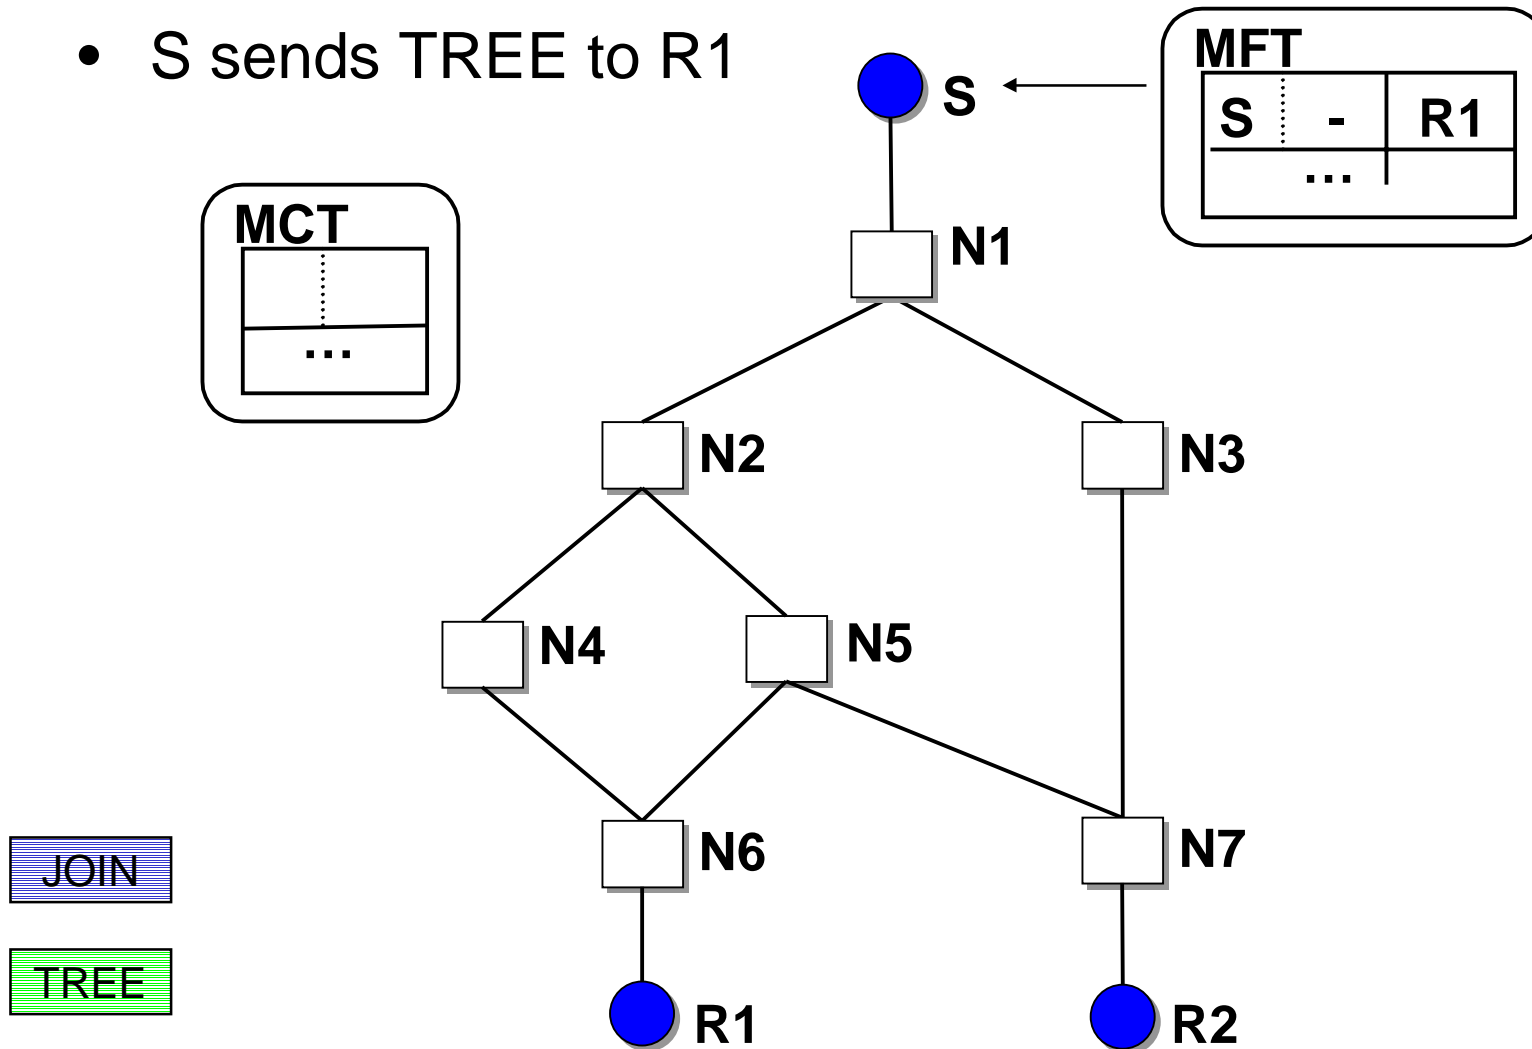 • S sends TREE to R1
MFT
S - R1
...
S
MCT
...
N1
N2
N3
N4
N5
N6
N7
JOIN
TREE
R1
R2